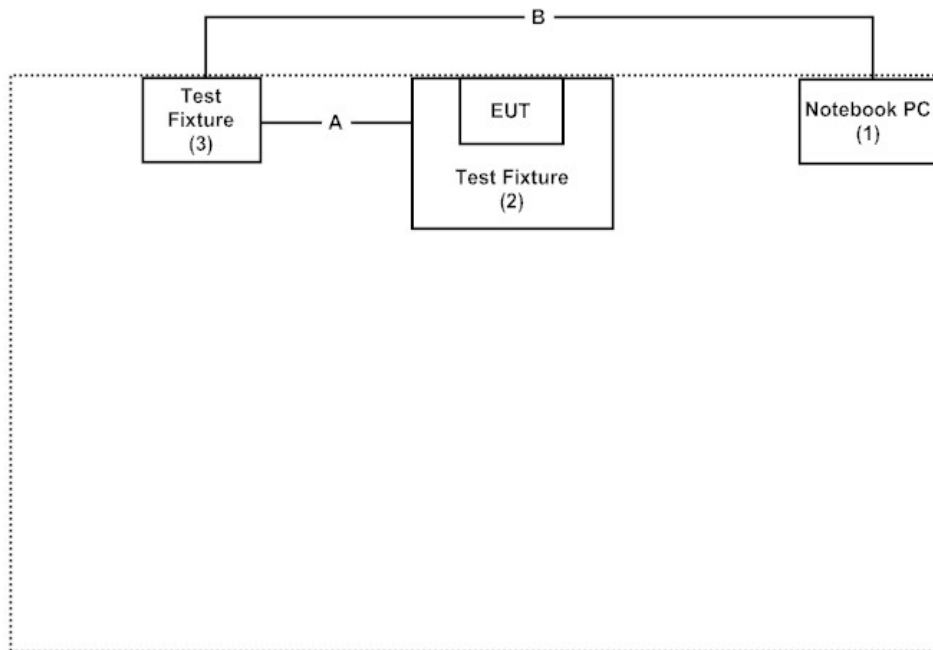 B
Test
Fixture
(3)
A
EUT
Test Fixture
(2)
Notebook PC
(1)